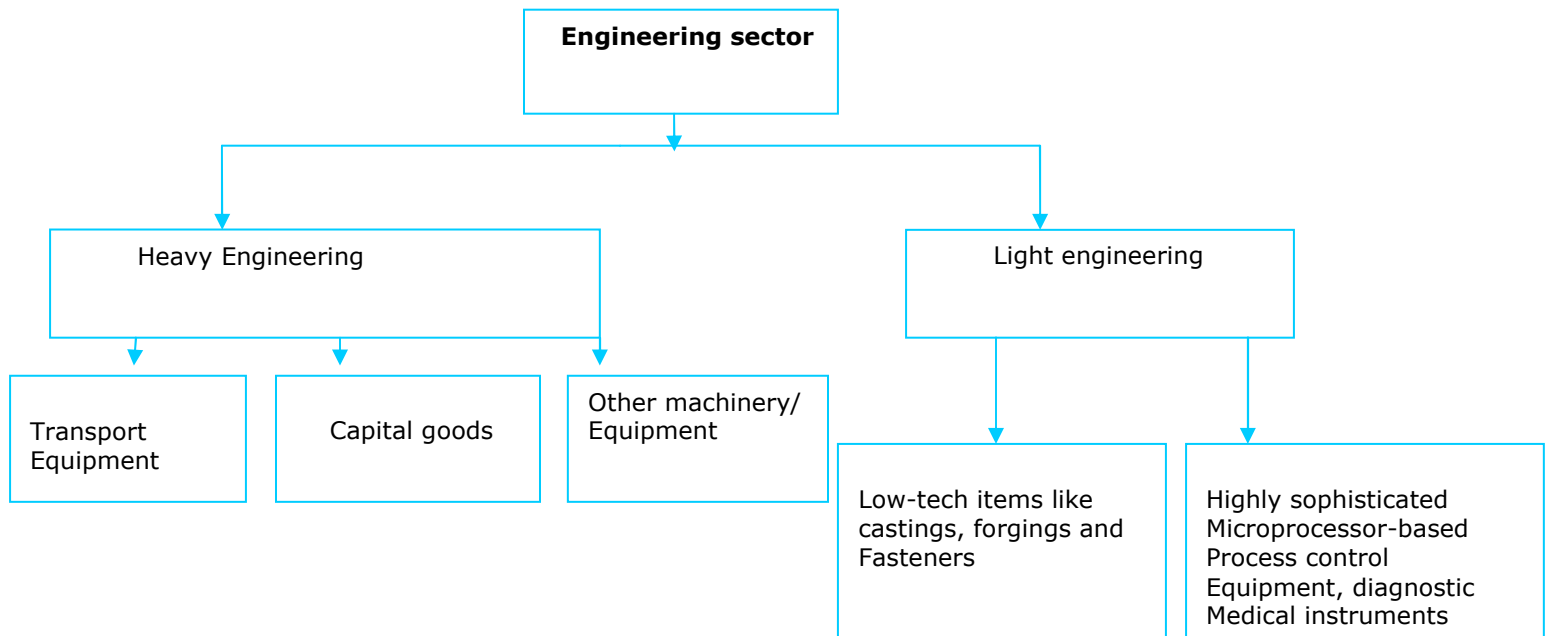 Engineering sector
Heavy Engineering
Light engineering
Transport
Equipment
Capital goods
Other machinery/
Equipment
Low-tech items like
castings, forgings and
Fasteners
Highly sophisticated
Microprocessor-based
Process control
Equipment, diagnostic
Medical instruments